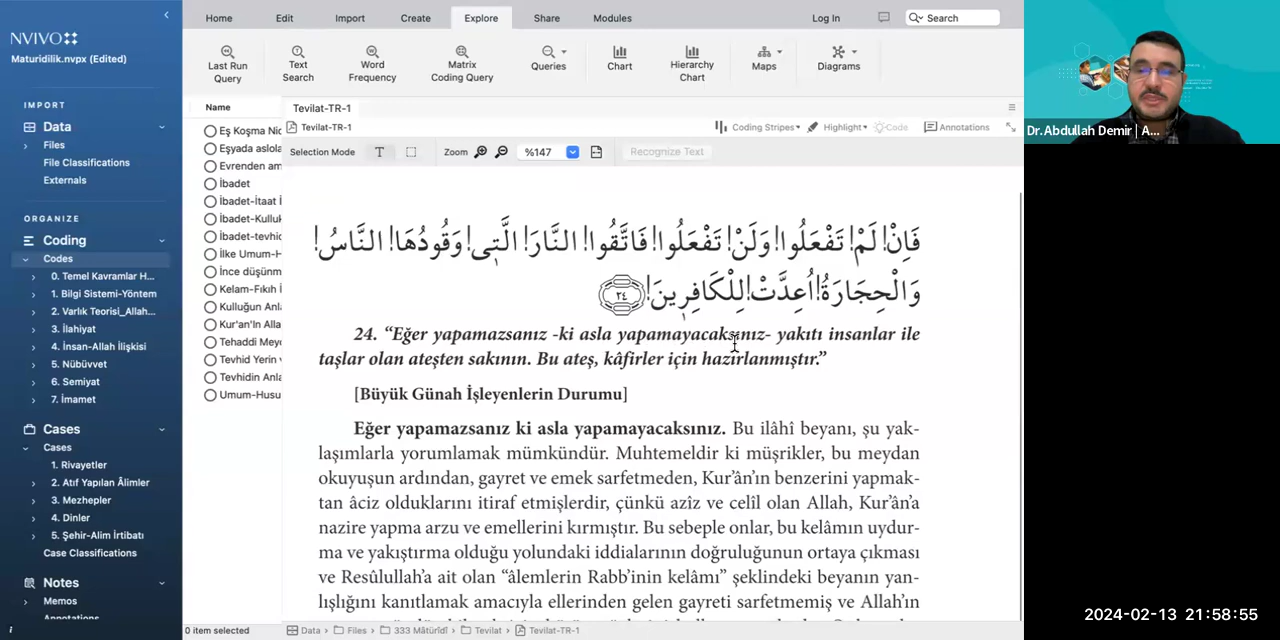 Home Edit Import Create Explore Share Modules Log In Search
NVIVO
Maturidilik.nvpx (Edited)
Last Run Query
Text Search
Word Frequency
Matrix Coding Query
Queries
Chart
Hierarchy Chart
Maps
Diagrams
IMPORT
Data
Files
File Classifications
Externals
ORGANIZE
Coding
Codes
0. Temel Kavramlar H...
1. Bilgi Sistemi-Yöntem
2. Varlık Teorisi_Allah...
3. İlahiyat
4. İnsan-Allah İlişkisi
5. Nübüvvet
6. Semiyat
7. İmamet
Cases
Cases
1. Rivayetler
2. Atıf Yapılan Âlimler
3. Mezhepler
4. Dinler
5. Şehir-Alim İrtibatı
Case Classifications
Notes
Memos
Annotations
Name
Eş Koşma Nic
Eşyada aslola
Evrenden am
İbadet
İbadet-İtaat İ
İbadet-Kulluk
İbadet-tevhic
İlke Umum-H
İnce düşünm
Kelam-Fıkıh İ
Kulluğun Anla
Kur'an'ın Alla
Tehaddi Meyd
Tevhid Yerin v
Tevhidin Anla
Umum-Husu
Tevilat-TR-1
Tevilat-TR-1 Coding Stripes Highlight Code Annotations
Selection Mode T Zoom %147 Recognize Text
فَاِنْ لَمْ تَفْعَلُوا وَلَنْ تَفْعَلُوا فَاتَّقُوا النَّارَ الَّتٖى وَقُودُهَا النَّاسُ
وَالْحِجَارَةُ اُعِدَّتْ لِلْكَافِرٖينَ ٢٤
24. “Eğer yapamazsanız -ki asla yapamayacaksınız- yakıtı insanlar ile
taşlar olan ateşten sakının. Bu ateş, kâfirler için hazırlanmıştır.”
[Büyük Günah İşleyenlerin Durumu]
Eğer yapamazsanız ki asla yapamayacaksınız. Bu ilâhî beyanı, şu yak-
laşımlarla yorumlamak mümkündür. Muhtemeldir ki müşrikler, bu meydan
okuyuşun ardından, gayret ve emek sarfetmeden, Kur’ân’ın benzerini yapmak-
tan âciz olduklarını itiraf etmişlerdir, çünkü azîz ve celîl olan Allah, Kur’ân’a
nazire yapma arzu ve emellerini kırmıştır. Bu sebeple onlar, bu kelâmın uydur-
ma ve yakıştırma olduğu yolundaki iddialarının doğruluğunun ortaya çıkması
ve Resûlullah’a ait olan “âlemlerin Rabb’inin kelâmı” şeklindeki beyanın yan-
lışlığını kanıtlamak amacıyla ellerinden gelen gayreti sarfetmemiş ve Allah’ın
0 item selected Data Files 333 Mâtürîdî Tevilat Tevilat-TR-1
Dr.Abdullah Demir | A...
2024-02-13 21:58:55